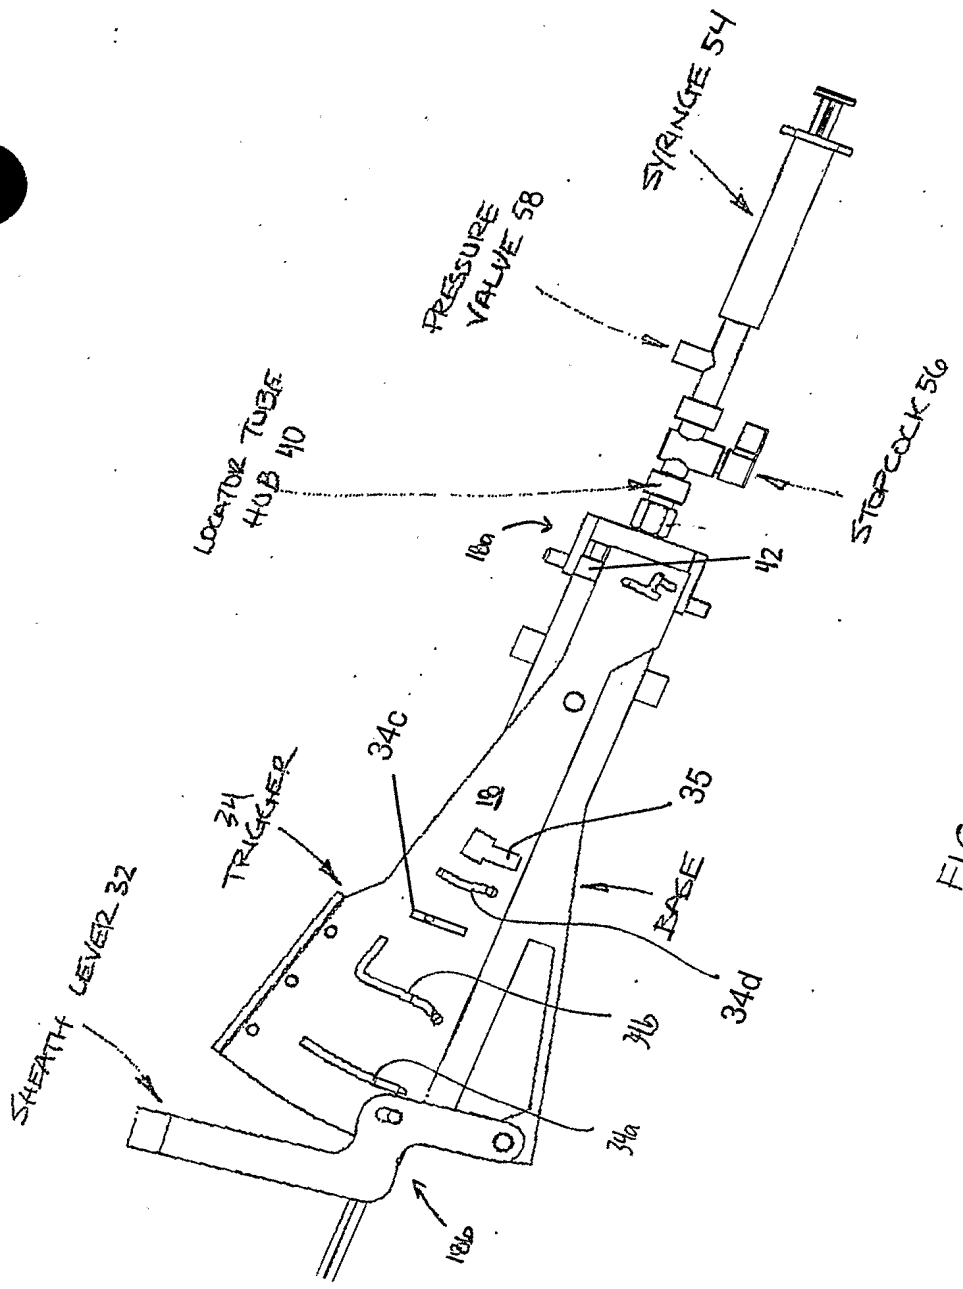 SYRINGE 54
PRESSURE
VALVE 58
LOCATOR TUBE
HUB 40
STOPCOCK 56
18a
42
34
TRIGGER
34c
18
35
BASE
34d
34b
34a
SHEATH LEVER 32
18b